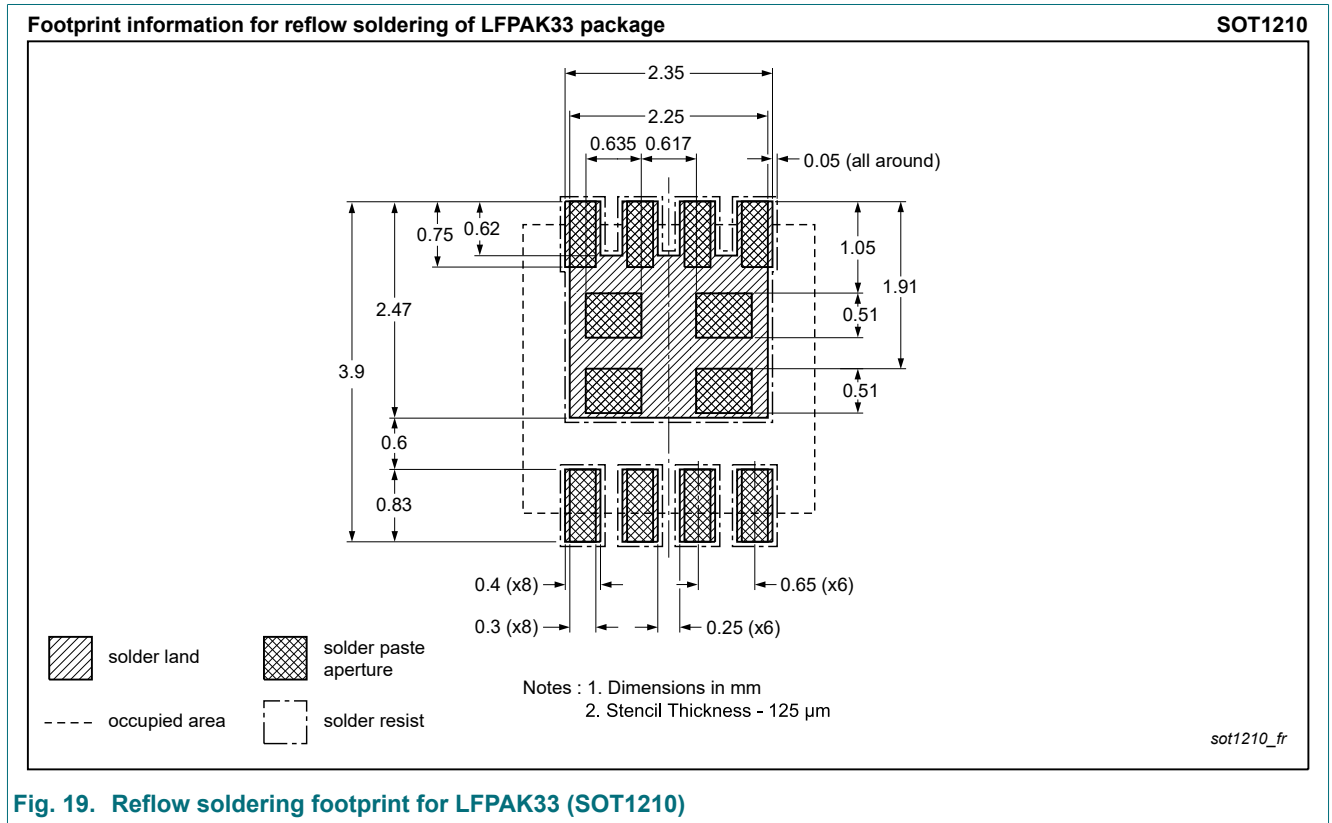 Footprint information for reflow soldering of LFPAK33 package SOT1210
2.35
2.25
0.635 0.617
0.05 (all around)
0.75 0.62
1.05
1.91
2.47
0.51
3.9
0.51
0.6
0.83
0.4 (x8)
0.65 (x6)
0.3 (x8)
0.25 (x6)
solder land
solder paste
aperture
occupied area
solder resist
Notes : 1. Dimensions in mm
2. Stencil Thickness - 125 μm
sot1210_fr
Fig. 19. Reflow soldering footprint for LFPAK33 (SOT1210)